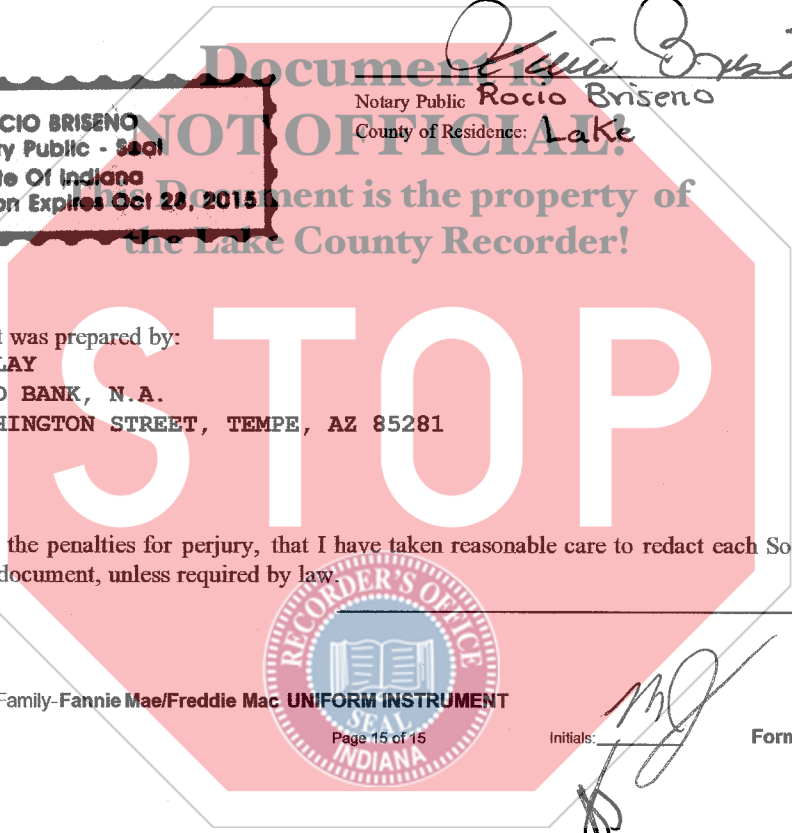 Document is
NOT OFFICIAL!
This Document is the property of
the Lake County Recorder!
STOP
Notary Public Rocio Briseno
County of Residence: Lake
CIO BRISENO
ry Public - Seal
te Of Indiana
on Expires Oct 28, 2015
t was prepared by:
LAY
O BANK, N.A.
HINGTON STREET, TEMPE, AZ 85281
the penalties for perjury, that I have taken reasonable care to redact each So
document, unless required by law.
RECORDER'S OFFICE
SEAL
INDIANA
Family-Fannie Mae/Freddie Mac UNIFORM INSTRUMENT
Page 15 of 15
Initials: MJ
Form